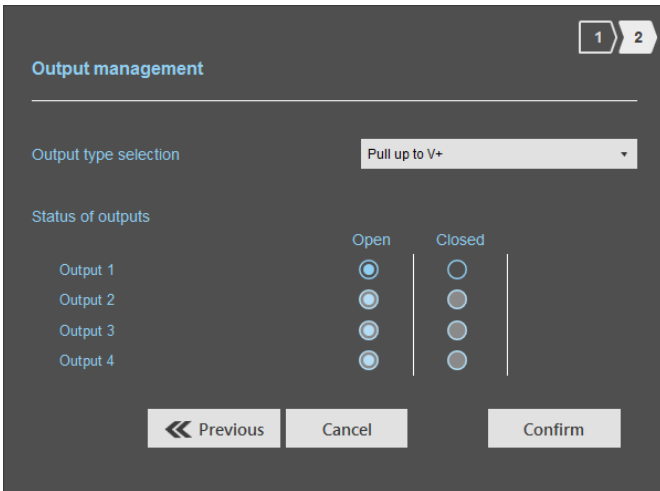 1 2
Output management
Output type selection Pull up to V+
Status of outputs
Open Closed
Output 1
Output 2
Output 3
Output 4
Previous Cancel Confirm